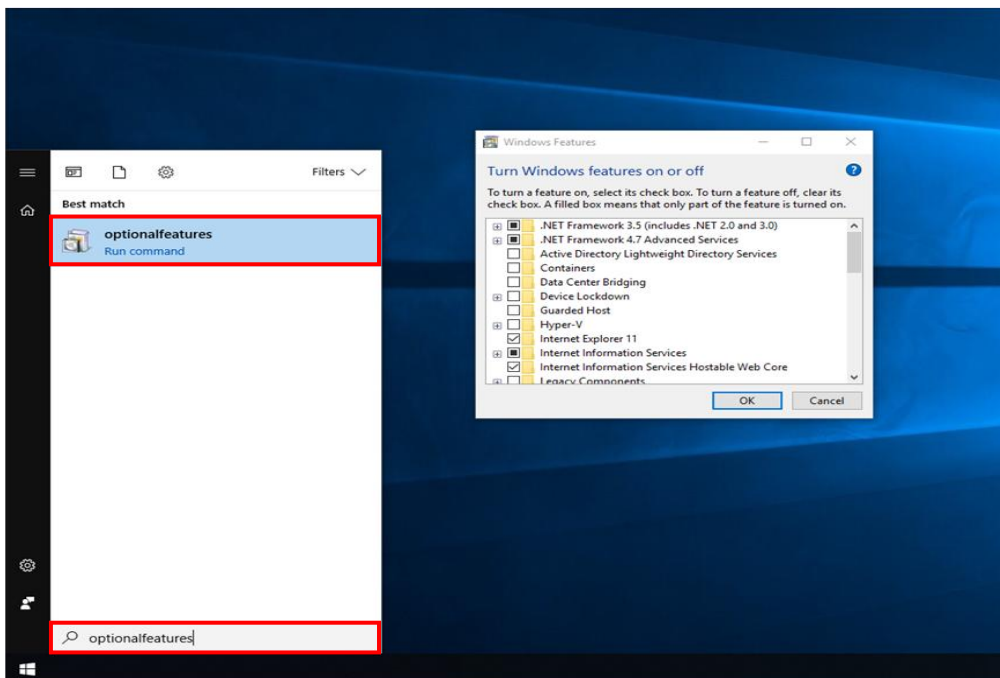 Filters
Best match
optionalfeatures
Run command
optionalfeatures
Windows Features
Turn Windows features on or off
To turn a feature on, select its check box. To turn a feature off, clear its
check box. A filled box means that only part of the feature is turned on.
.NET Framework 3.5 (includes .NET 2.0 and 3.0)
.NET Framework 4.7 Advanced Services
Active Directory Lightweight Directory Services
Containers
Data Center Bridging
Device Lockdown
Guarded Host
Hyper-V
Internet Explorer 11
Internet Information Services
Internet Information Services Hostable Web Core
Legacy Components
OK
Cancel